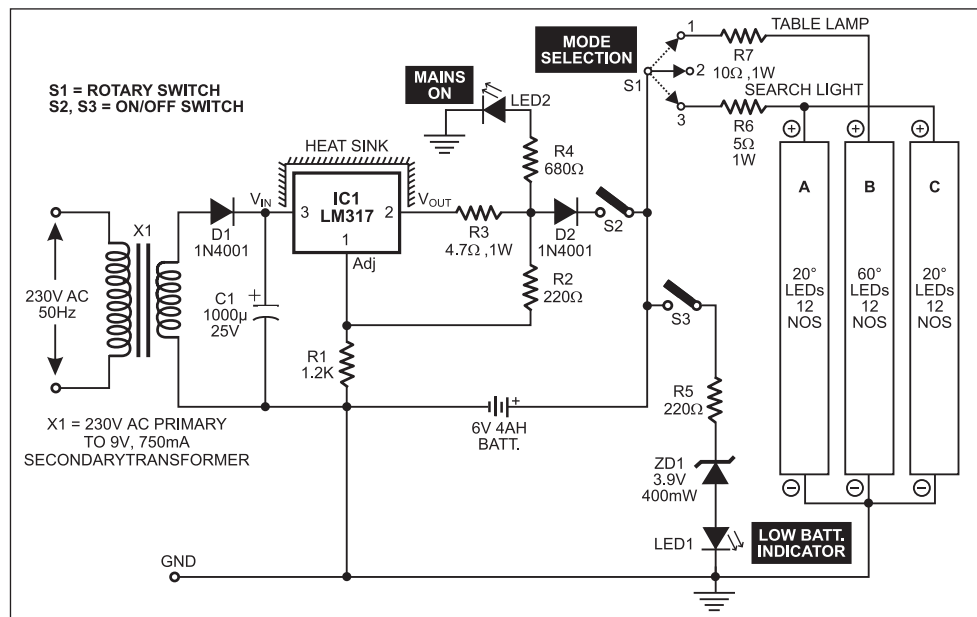 S1 = ROTARY SWITCH
S2, S3 = ON/OFF SWITCH
MAINS
ON
LED2
MODE
SELECTION
S1
1
2
3
TABLE LAMP
R7
10Ω ,1W
SEARCH LIGHT
R6
5Ω
1W
HEAT SINK
R4
680Ω
X1
D1
1N4001
VIN
3
IC1
LM317
2
1
Adj
VOUT
R3
4.7Ω ,1W
D2
1N4001
S2
R2
220Ω
S3
230V AC
50Hz
C1
1000µ
25V
+
R1
1.2K
+
6V 4AH
BATT.
R5
220Ω
ZD1
3.9V
400mW
LED1
LOW BATT.
INDICATOR
+
+
+
A
B
C
20°
LEDs
12
NOS
60°
LEDs
12
NOS
20°
LEDs
12
NOS
−
−
−
X1 = 230V AC PRIMARY
TO 9V, 750mA
SECONDARYTRANSFORMER
GND